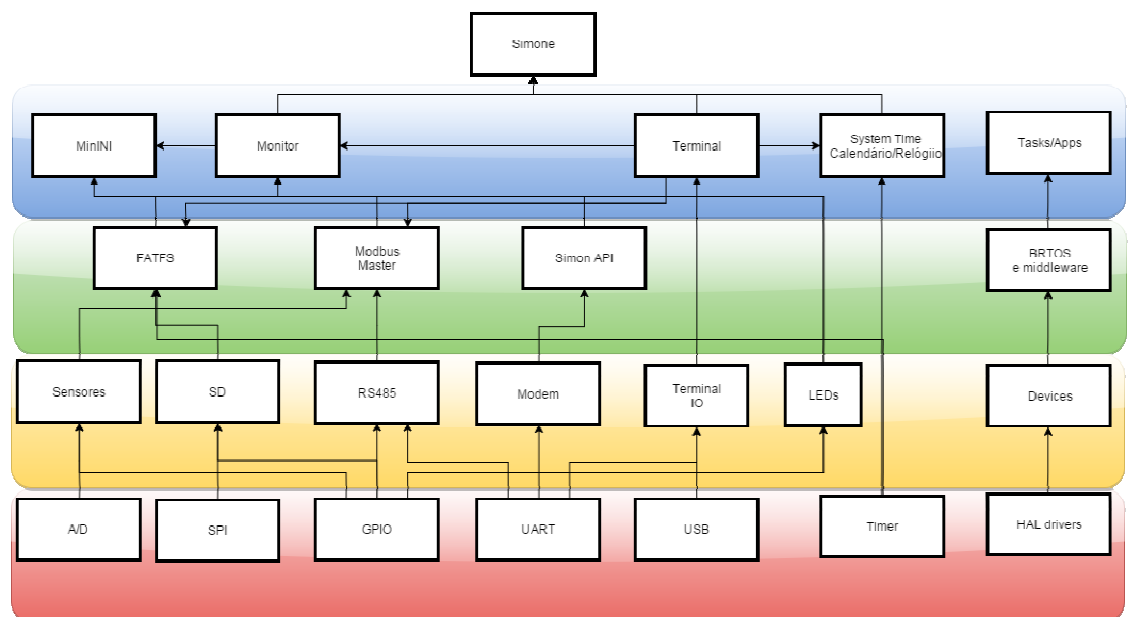 Simone
MinINI
Monitor
Terminal
System Time
Calendário/Relógiio
Tasks/Apps
FATFS
Modbus
Master
Simon API
BRTOS
e middleware
Sensores
SD
RS485
Modem
Terminal
IO
LEDs
Devices
A/D
SPI
GPIO
UART
USB
Timer
HAL drivers